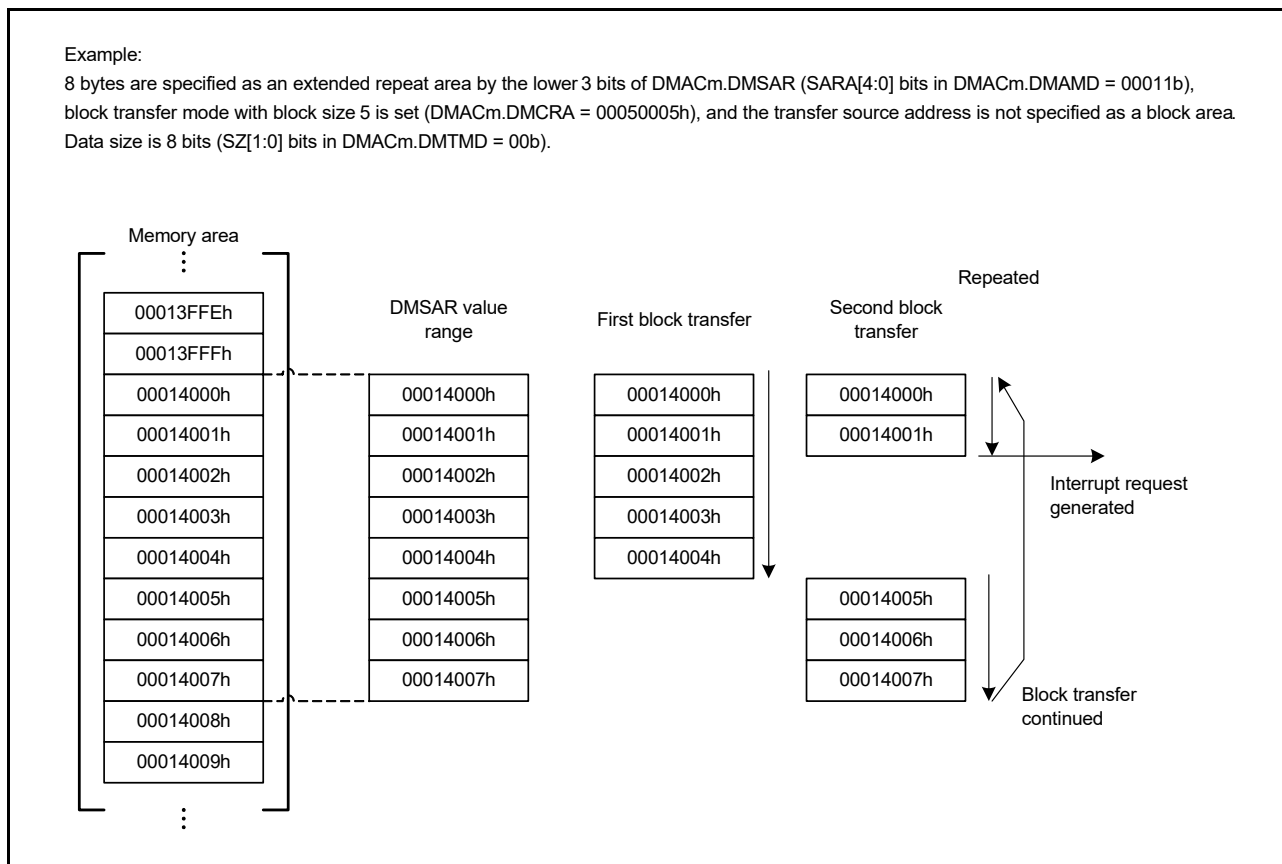 Example:
8 bytes are specified as an extended repeat area by the lower 3 bits of DMACm.DMSAR (SARA[4:0] bits in DMACm.DMAMD = 00011b),
block transfer mode with block size 5 is set (DMACm.DMCRA = 00050005h), and the transfer source address is not specified as a block area.
Data size is 8 bits (SZ[1:0] bits in DMACm.DMTMD = 00b).
Memory area
00013FFEh
00013FFFh
00014000h
00014001h
00014002h
00014003h
00014004h
00014005h
00014006h
00014007h
00014008h
00014009h
DMSAR value
range
00014000h
00014001h
00014002h
00014003h
00014004h
00014005h
00014006h
00014007h
First block transfer
00014000h
00014001h
00014002h
00014003h
00014004h
Second block
transfer
00014000h
00014001h
00014005h
00014006h
00014007h
Repeated
Interrupt request
generated
Block transfer
continued